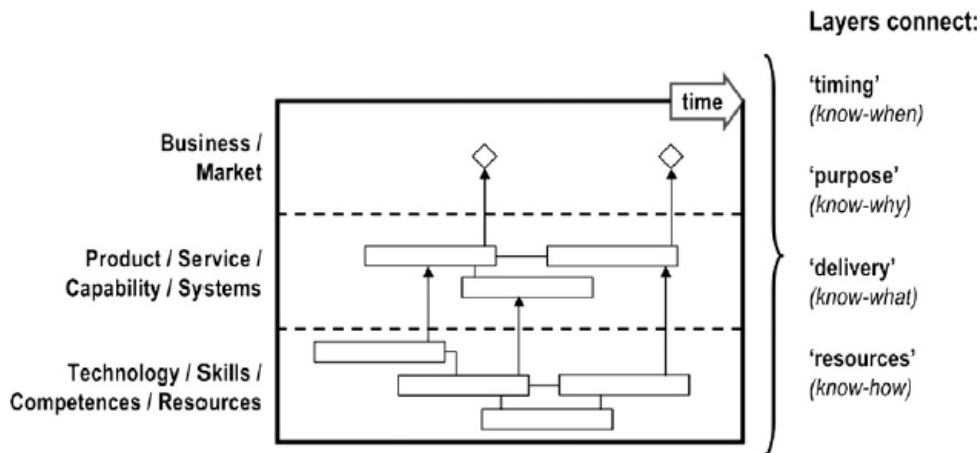 Layers connect:
time
'timing'
(know-when)
Business /
Market
'purpose'
(know-why)
Product / Service /
Capability / Systems
'delivery'
(know-what)
Technology / Skills /
Competences / Resources
'resources'
(know-how)